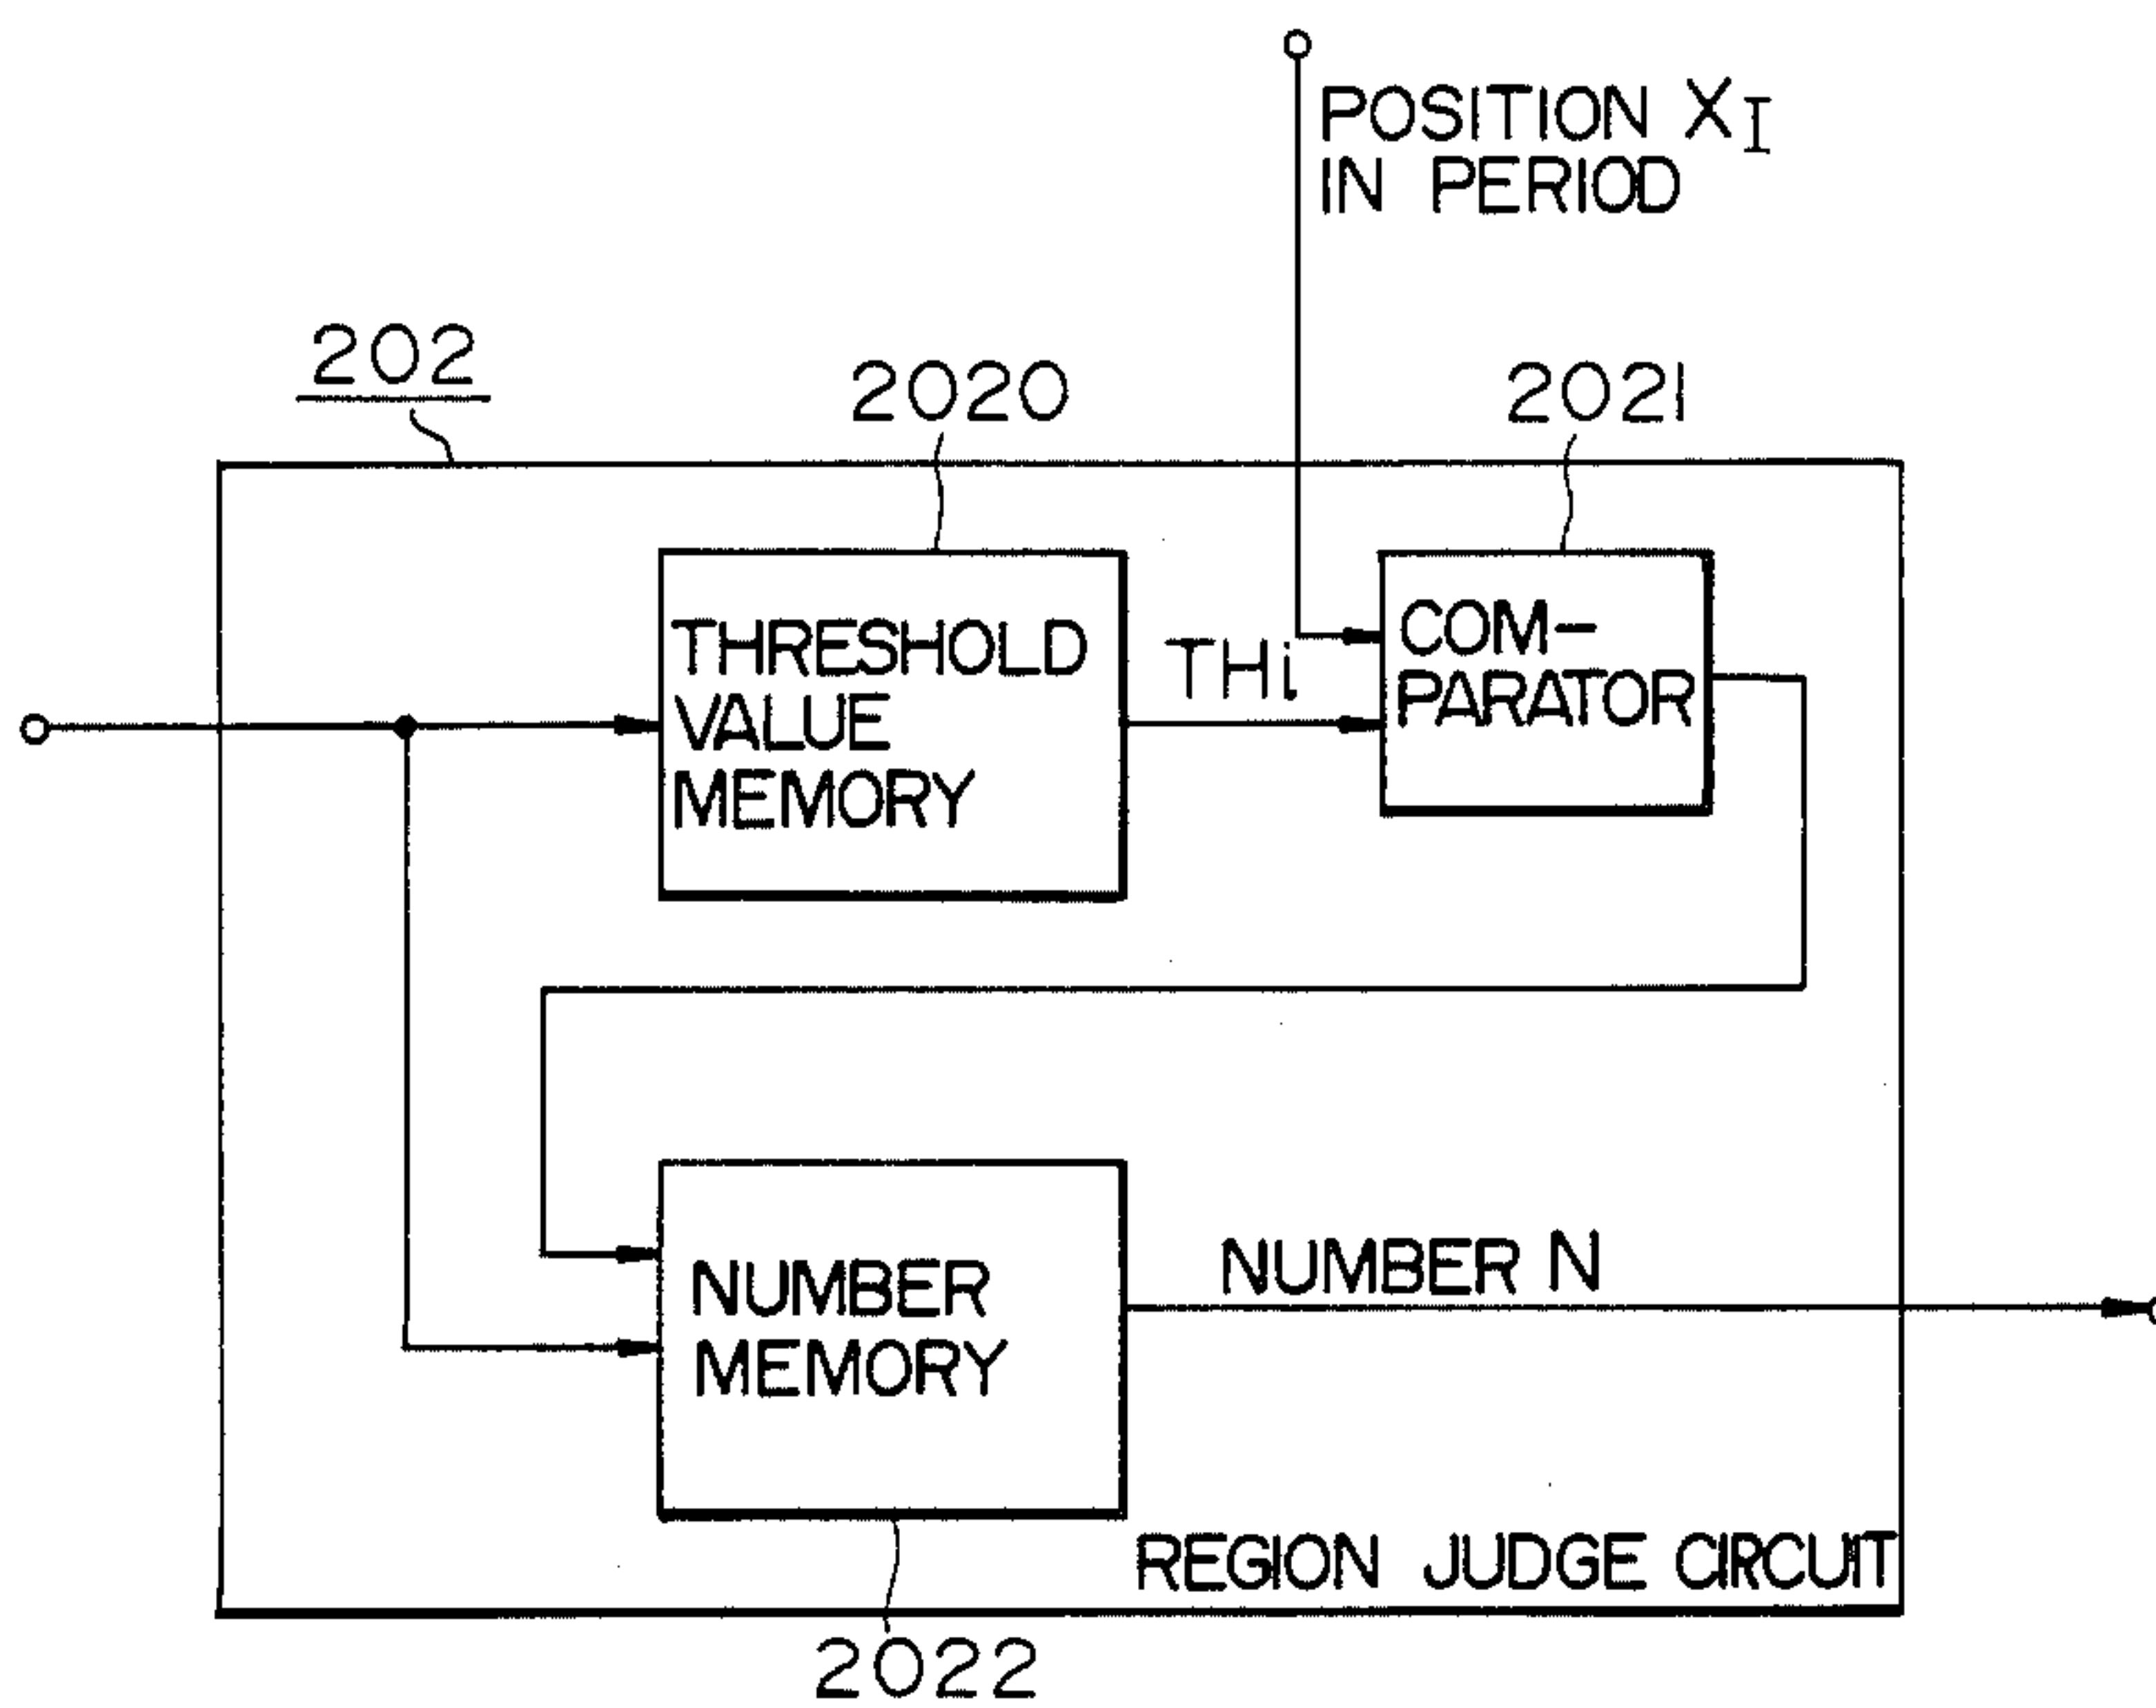 POSITION XI
IN PERIOD
202
2020
2021
THRESHOLD
VALUE
MEMORY
THi
COM-
PARATOR
NUMBER
MEMORY
NUMBER N
REGION JUDGE CIRCUIT
2022